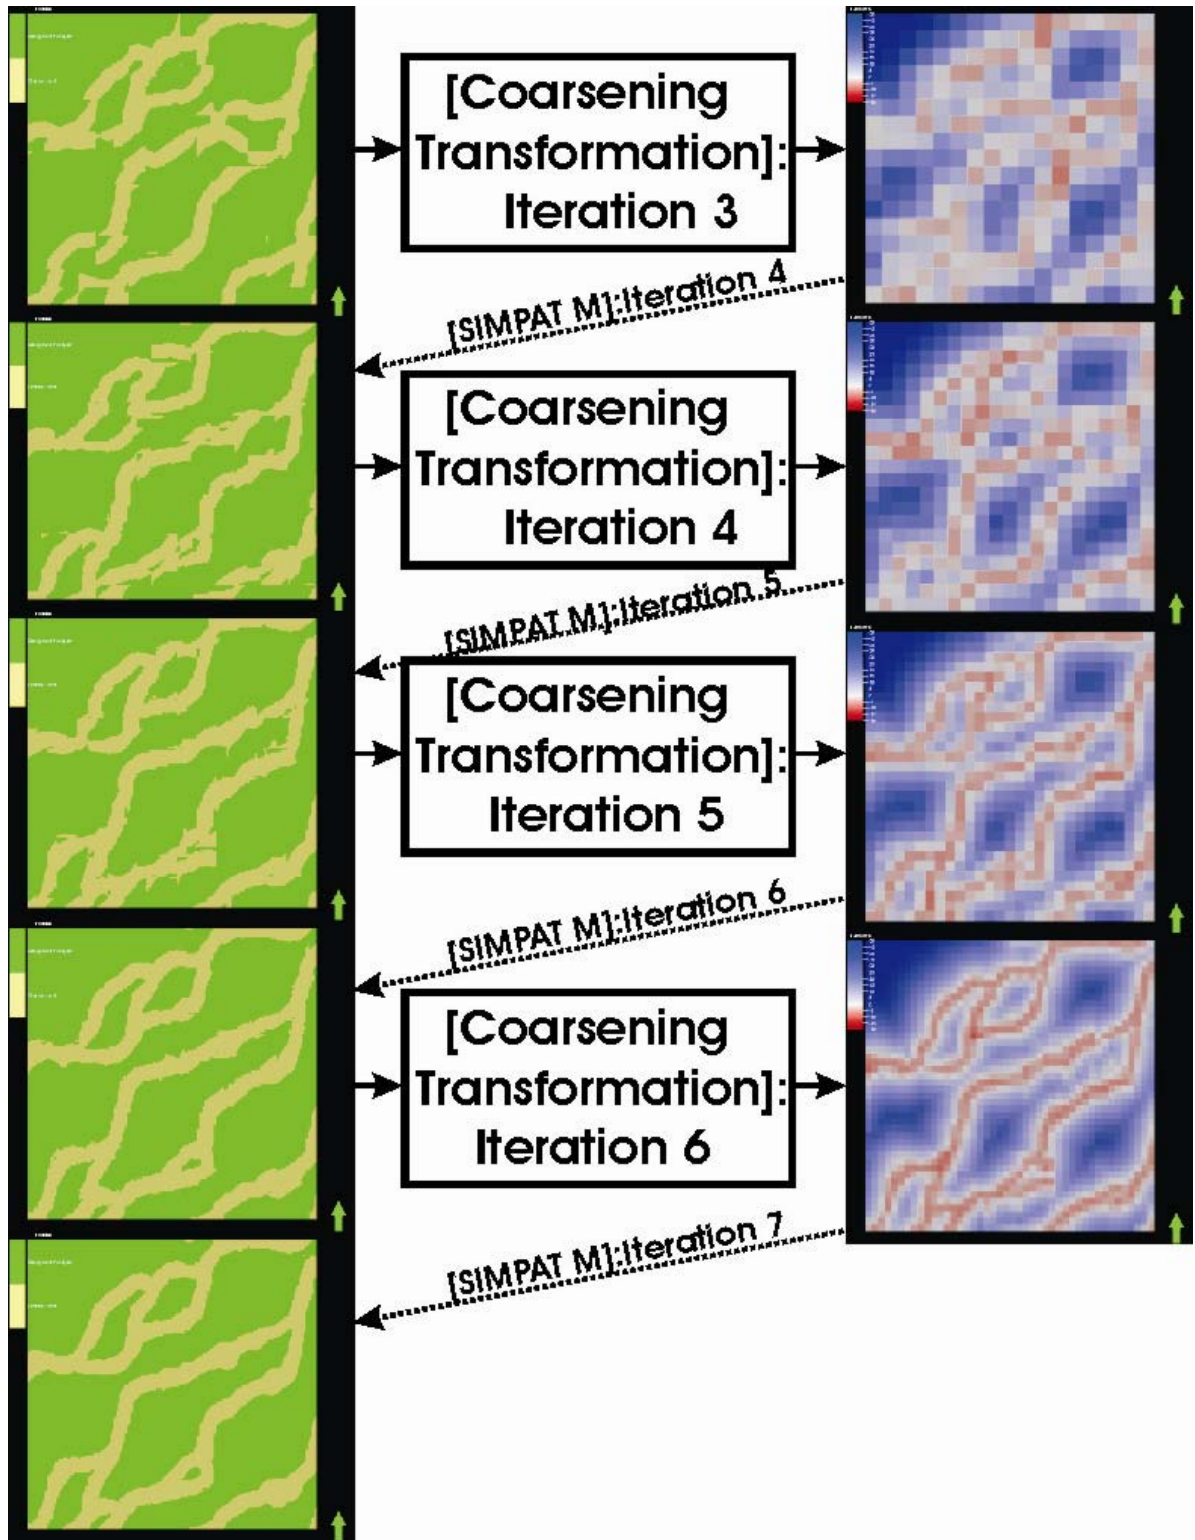 [Coarsening
Transformation]:
Iteration 3
[SIMPAT M]:Iteration 4
[Coarsening
Transformation]:
Iteration 4
[SIMPAT M]:Iteration 5
[Coarsening
Transformation]:
Iteration 5
[SIMPAT M]:Iteration 6
[Coarsening
Transformation]:
Iteration 6
[SIMPAT M]:Iteration 7